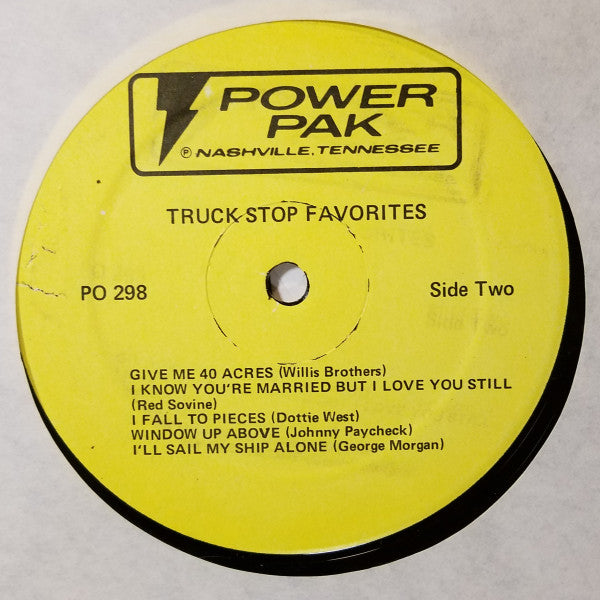 POWER
PAK
℗ NASHVILLE, TENNESSEE
TRUCK STOP FAVORITES
PO 298
Side Two
GIVE ME 40 ACRES (Willis Brothers)
I KNOW YOU'RE MARRIED BUT I LOVE YOU STILL
(Red Sovine)
I FALL TO PIECES (Dottie West)
WINDOW UP ABOVE (Johnny Paycheck)
I'LL SAIL MY SHIP ALONE (George Morgan)